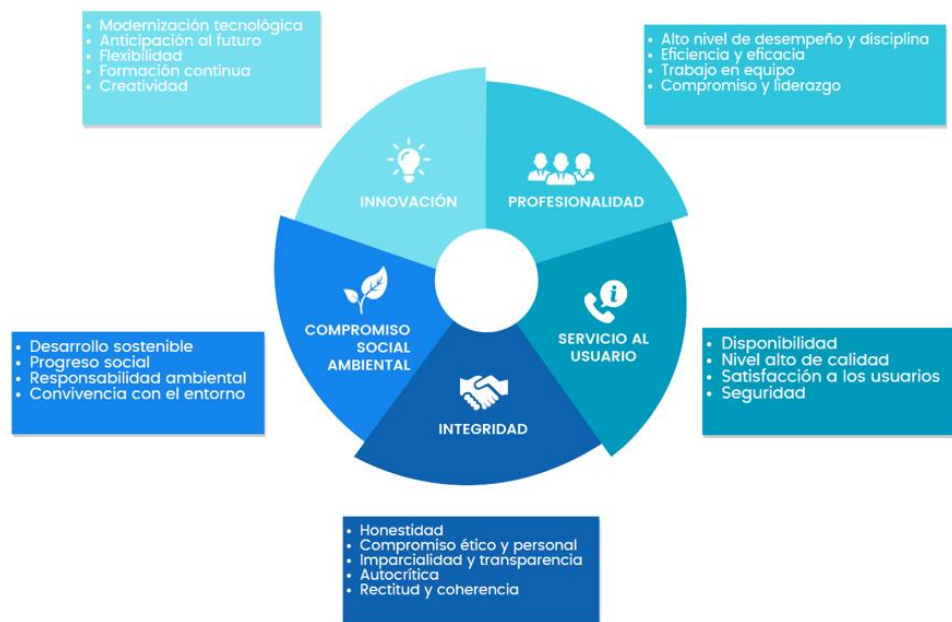 • Modernización tecnológica
• Anticipación al futuro
• Flexibilidad
• Formación continua
• Creatividad
• Alto nivel de desempeño y disciplina
• Eficiencia y eficacia
• Trabajo en equipo
• Compromiso y liderazgo
INNOVACIÓN
PROFESIONALIDAD
COMPROMISO
SOCIAL
AMBIENTAL
SERVICIO AL
USUARIO
INTEGRIDAD
• Desarrollo sostenible
• Progreso social
• Responsabilidad ambiental
• Convivencia con el entorno
• Disponibilidad
• Nivel alto de calidad
• Satisfacción a los usuarios
• Seguridad
• Honestidad
• Compromiso ético y personal
• Imparcialidad y transparencia
• Autocrítica
• Rectitud y coherencia